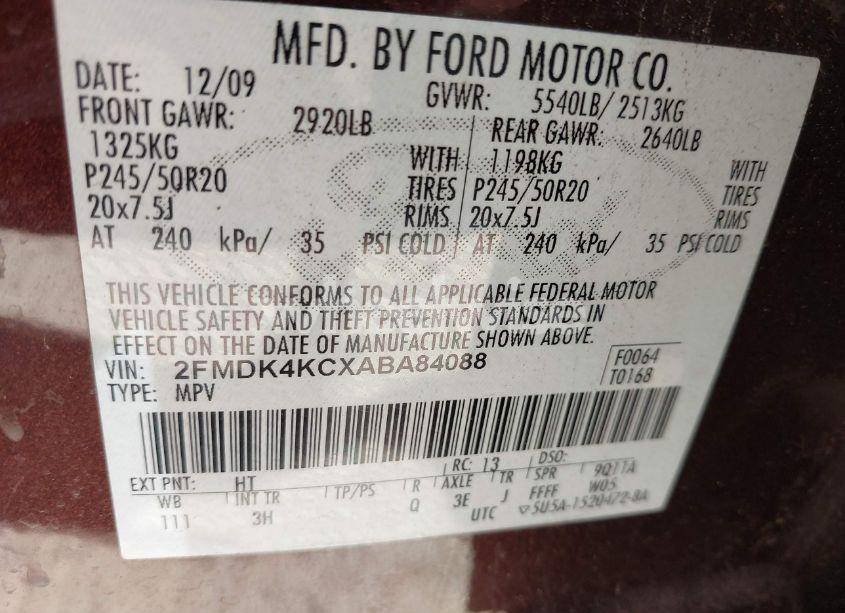 MFD. BY FORD MOTOR CO.
DATE: 12/09 GVWR: 5540LB/ 2513KG
FRONT GAWR: 2920LB REAR GAWR: 2640LB
1325KG WITH 1198KG WITH
P245/50R20 TIRES P245/50R20 TIRES
20x7.5J RIMS 20x7.5J RIMS
AT 240 kPa/ 35 PSI COLD AT 240 kPa/ 35 PSI COLD
THIS VEHICLE CONFORMS TO ALL APPLICABLE FEDERAL MOTOR
VEHICLE SAFETY AND THEFT PREVENTION STANDARDS IN
EFFECT ON THE DATE OF MANUFACTURE SHOWN ABOVE.
VIN: 2FMDK4KCXABA84088 F0064
TYPE: MPV T0168
EXT PNT: HT RC: 13 DSO:
WB INT TR TP/PS R AXLE TR SPR 9Q11A
111 3H Q 3E J FFFF W05
UTC ▽5U5A-1520472-BA